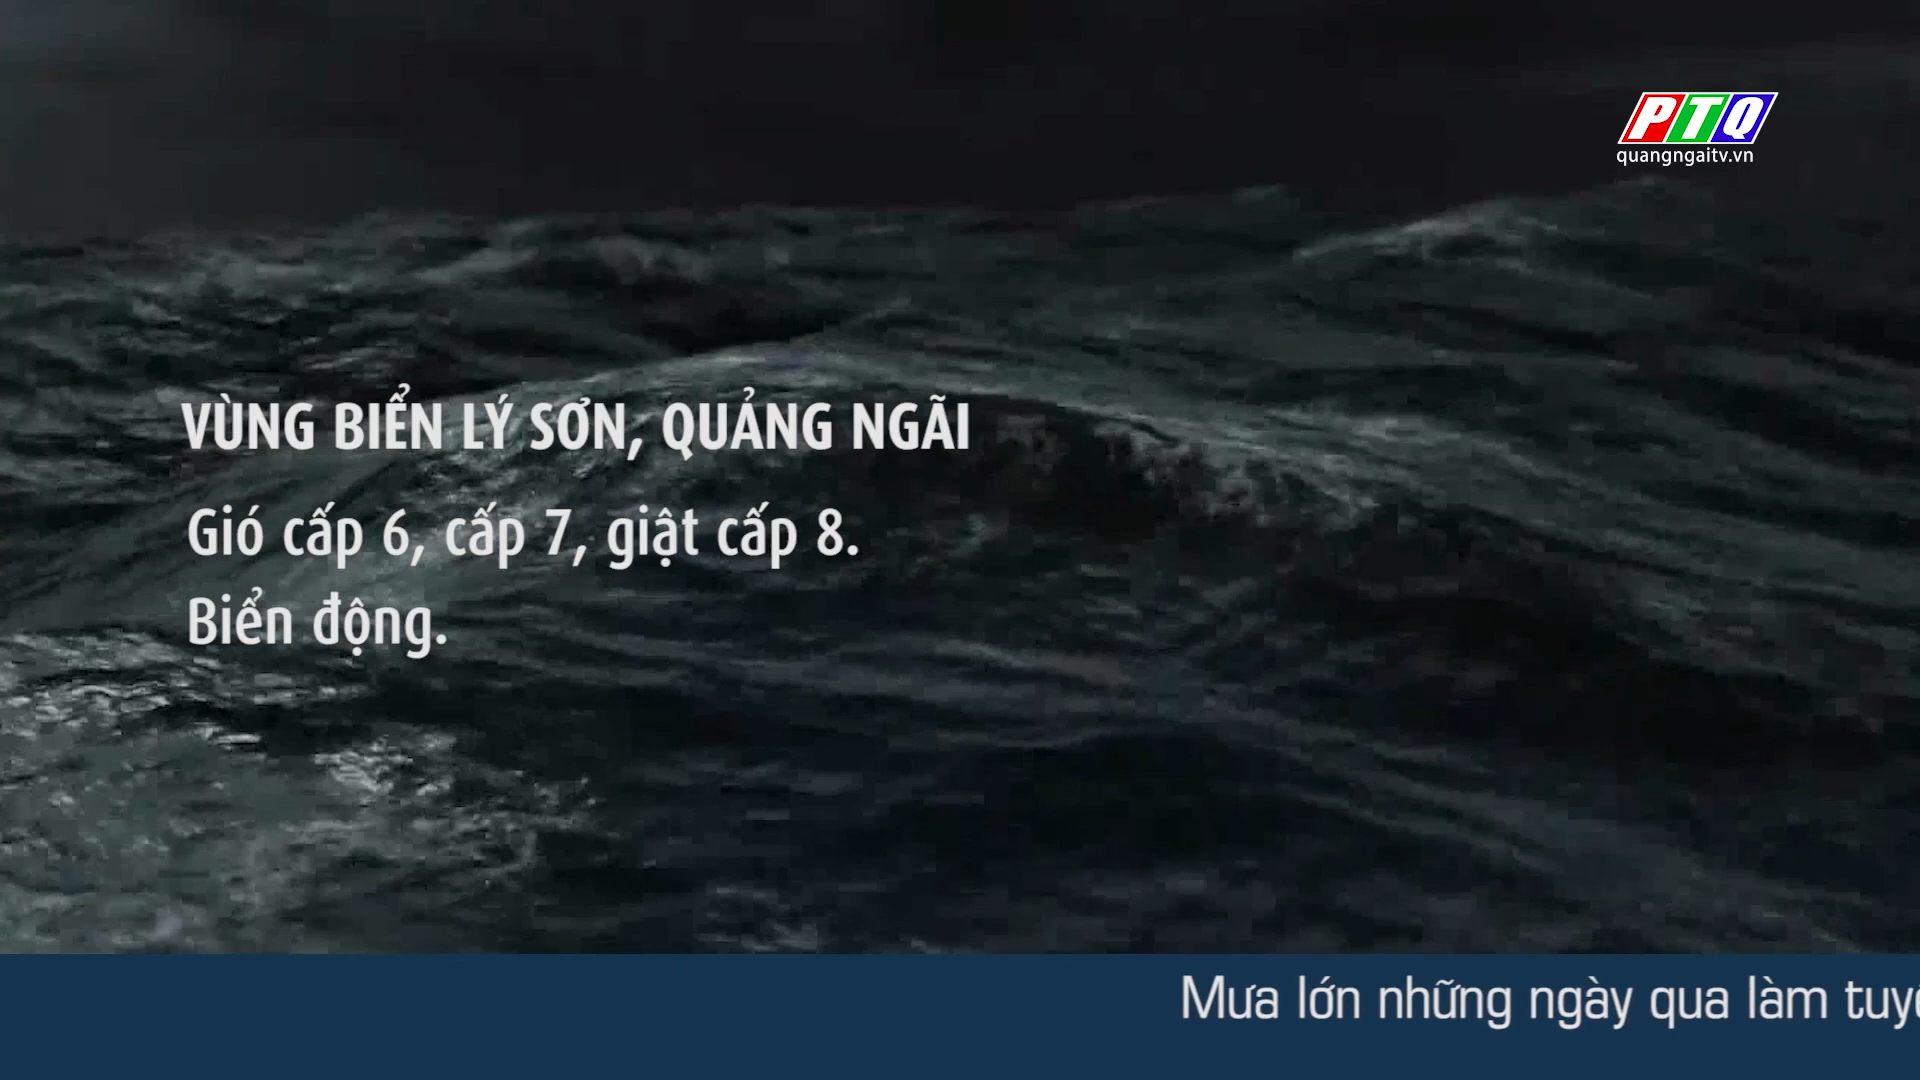 PTQ
quangngaitv.vn
VÙNG BIỂN LÝ SƠN, QUẢNG NGÃI
Gió cấp 6, cấp 7, giật cấp 8.
Biển động.
Mưa lớn những ngày qua làm